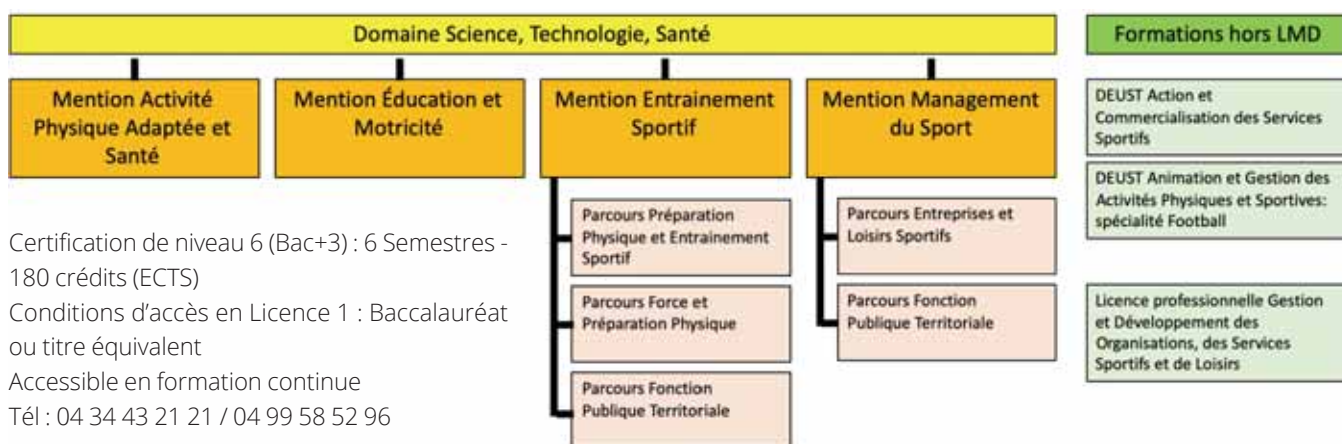 Domaine Science, Technologie, Santé
Formations hors LMD
Mention Activité
Physique Adaptée et
Santé
Mention Éducation et
Motricité
Mention Entrainement
Sportif
Parcours Préparation
Physique et Entrainement
Sportif
Parcours Force et
Préparation Physique
Parcours Fonction
Publique Territoriale
Mention Management
du Sport
Parcours Entreprises et
Loisirs Sportifs
Parcours Fonction
Publique Territoriale
DEUST Action et
Commercialisation des Services
Sportifs
DEUST Animation et Gestion des
Activités Physiques et Sportives:
spécialité Football
Licence professionnelle Gestion
et Développement des
Organisations, des Services
Sportifs et de Loisirs
Certification de niveau 6 (Bac+3) : 6 Semestres -
180 crédits (ECTS)
Conditions d’accès en Licence 1 : Baccalauréat
ou titre équivalent
Accessible en formation continue
Tél : 04 34 43 21 21 / 04 99 58 52 96